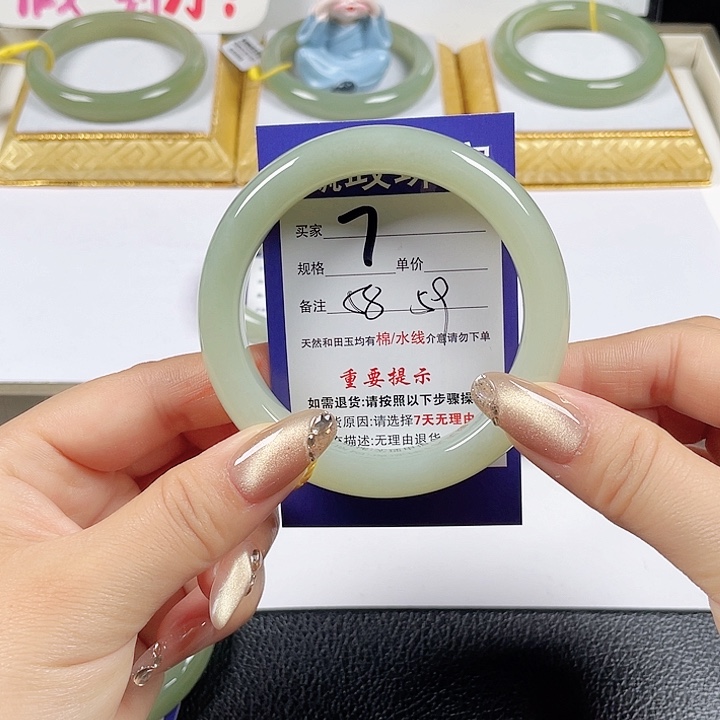 买家 7
规格 单价
备注 58 59
天然和田玉均有棉/水线介意请勿下单
重要提示
如需退货:请按照以下步骤操
货原因:请选择7天无理由
描述:无理由退货